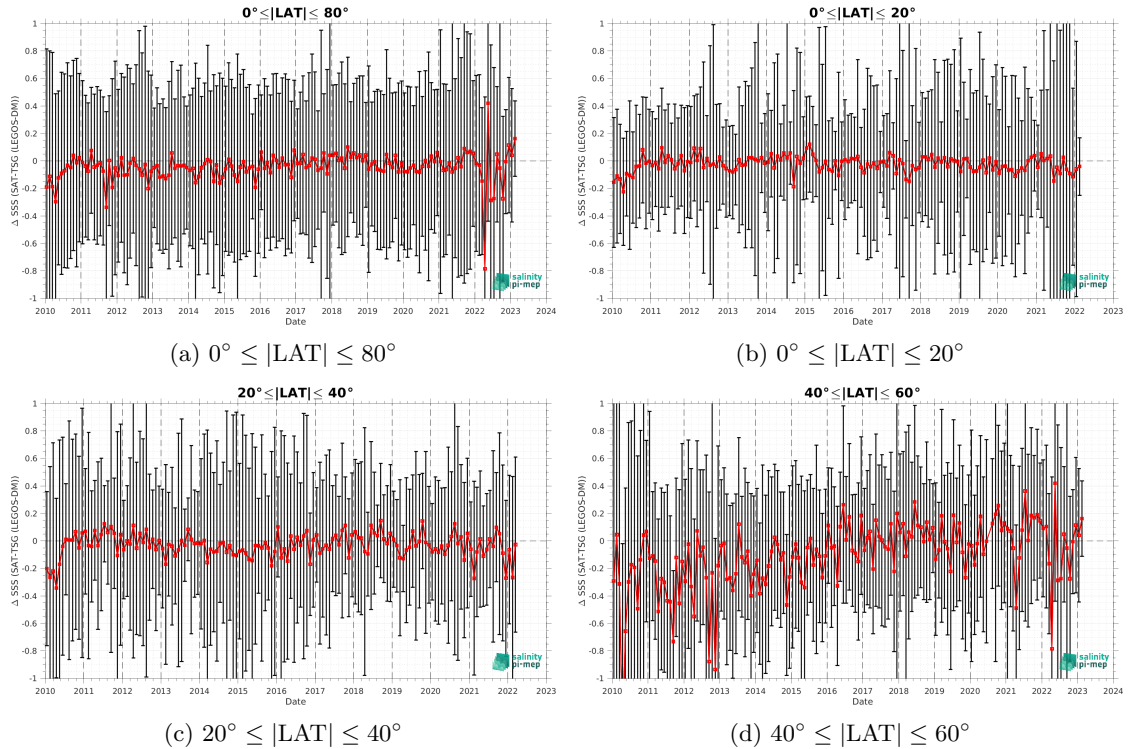 0°≤|LAT|≤ 80°
Δ SSS (SAT-TSG (LEGOS-DM))
1
0.8
0.6
0.4
0.2
0
-0.2
-0.4
-0.6
-0.8
-1
2010 2011 2012 2013 2014 2015 2016 2017 2018 2019 2020 2021 2022 2023 2024
Date
salinity
pi-mep
(a) 0° ≤ |LAT| ≤ 80°
0°≤|LAT|≤ 20°
Δ SSS (SAT-TSG (LEGOS-DM))
1
0.8
0.6
0.4
0.2
0
-0.2
-0.4
-0.6
-0.8
-1
2010 2011 2012 2013 2014 2015 2016 2017 2018 2019 2020 2021 2022 2023
Date
salinity
pi-mep
(b) 0° ≤ |LAT| ≤ 20°
20°≤|LAT|≤ 40°
Δ SSS (SAT-TSG (LEGOS-DM))
1
0.8
0.6
0.4
0.2
0
-0.2
-0.4
-0.6
-0.8
-1
2010 2011 2012 2013 2014 2015 2016 2017 2018 2019 2020 2021 2022 2023
Date
salinity
pi-mep
(c) 20° ≤ |LAT| ≤ 40°
40°≤|LAT|≤ 60°
Δ SSS (SAT-TSG (LEGOS-DM))
1
0.8
0.6
0.4
0.2
0
-0.2
-0.4
-0.6
-0.8
-1
2010 2011 2012 2013 2014 2015 2016 2017 2018 2019 2020 2021 2022 2023 2024
Date
salinity
pi-mep
(d) 40° ≤ |LAT| ≤ 60°